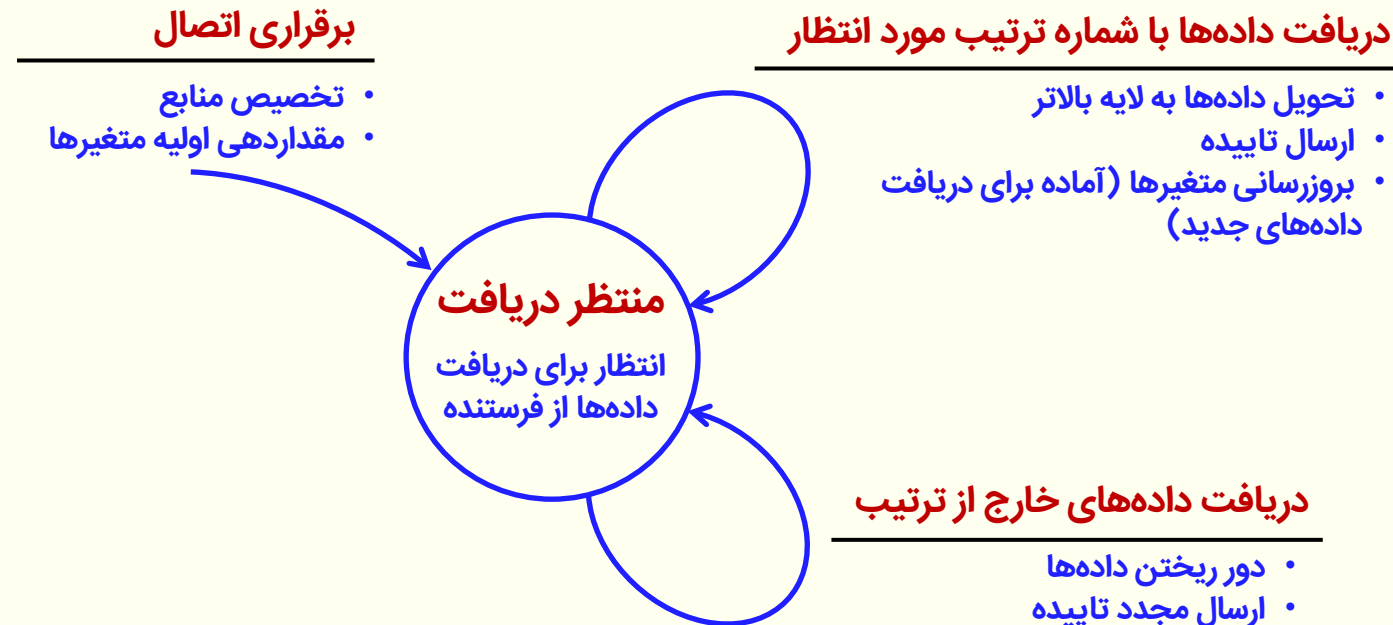 برقراری اتصال
• تخصیص منابع
• مقداردهی اولیه متغیرها
دریافت داده‌ها با شماره ترتیب مورد انتظار
• تحویل داده‌ها به لایه بالاتر
• ارسال تاییده
• بروزرسانی متغیرها (آماده برای دریافت
داده‌های جدید)
منتظر دریافت
انتظار برای دریافت
داده‌ها از فرستنده
دریافت داده‌های خارج از ترتیب
• دور ریختن داده‌ها
• ارسال مجدد تاییده